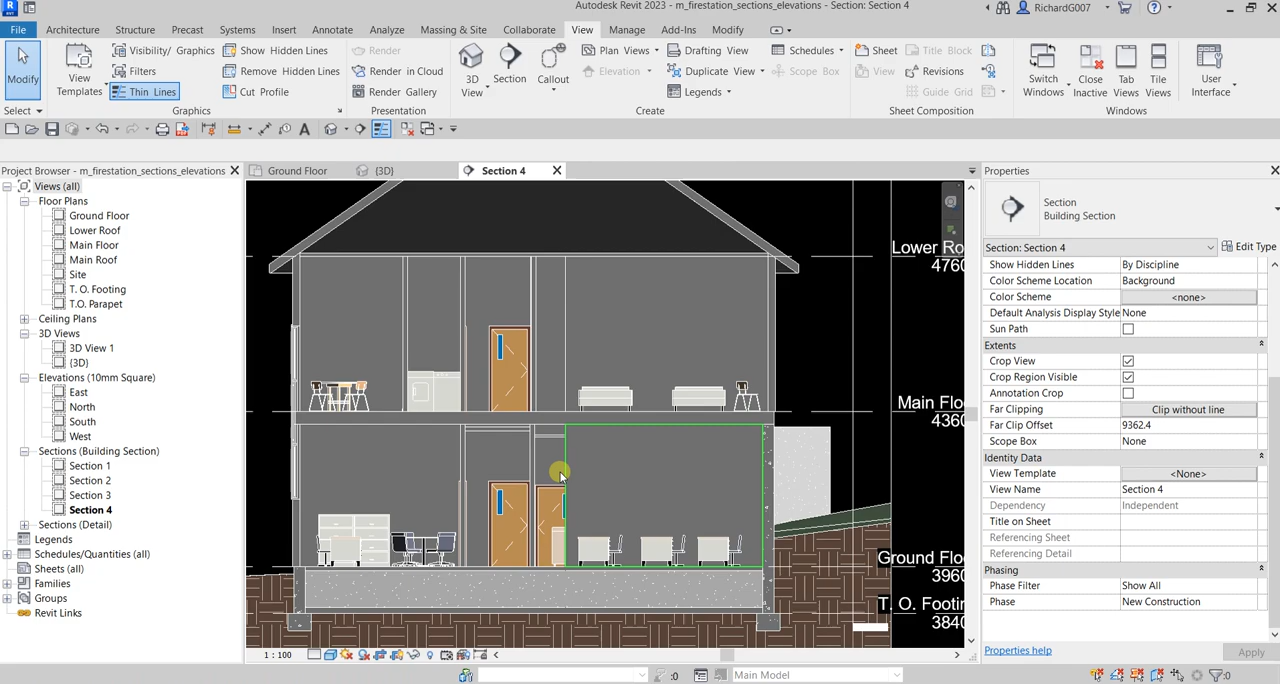 Autodesk Revit 2023 - m_firestation_sections_elevations - Section: Section 4
RichardG007
File Architecture Structure Precast Systems Insert Annotate Analyze Massing & Site Collaborate View Manage Add-Ins Modify
Modify
View
Templates
Visibility/ Graphics
Filters
Thin Lines
Show Hidden Lines
Remove Hidden Lines
Cut Profile
Render
Render in Cloud
Render Gallery
3D
View
Section
Callout
Plan Views
Elevation
Drafting View
Duplicate View
Legends
Schedules
Scope Box
Sheet
View
Title Block
Revisions
Guide Grid
Switch
Windows
Close
Inactive
Tab
Views
Tile
Views
User
Interface
Select
Graphics
Presentation
Create
Sheet Composition
Windows
Project Browser - m_firestation_sections_elevations
Views (all)
Floor Plans
Ground Floor
Lower Roof
Main Floor
Main Roof
Site
T. O. Footing
T.O. Parapet
Ceiling Plans
3D Views
3D View 1
{3D}
Elevations (10mm Square)
East
North
South
West
Sections (Building Section)
Section 1
Section 2
Section 3
Section 4
Sections (Detail)
Legends
Schedules/Quantities (all)
Sheets (all)
Families
Groups
Revit Links
Ground Floor
{3D}
Section 4
Lower Ro
4760
Main Flo
4360
Ground Flo
3960
T. O. Footin
3840
1 : 100
Properties
Section
Building Section
Section: Section 4
Edit Type
Show Hidden Lines By Discipline
Color Scheme Location Background
Color Scheme <none>
Default Analysis Display Style None
Sun Path
Extents
Crop View
Crop Region Visible
Annotation Crop
Far Clipping Clip without line
Far Clip Offset 9362.4
Scope Box None
Identity Data
View Template <None>
View Name Section 4
Dependency Independent
Title on Sheet
Referencing Sheet
Referencing Detail
Phasing
Phase Filter Show All
Phase New Construction
Properties help
Apply
:0
Main Model
:0